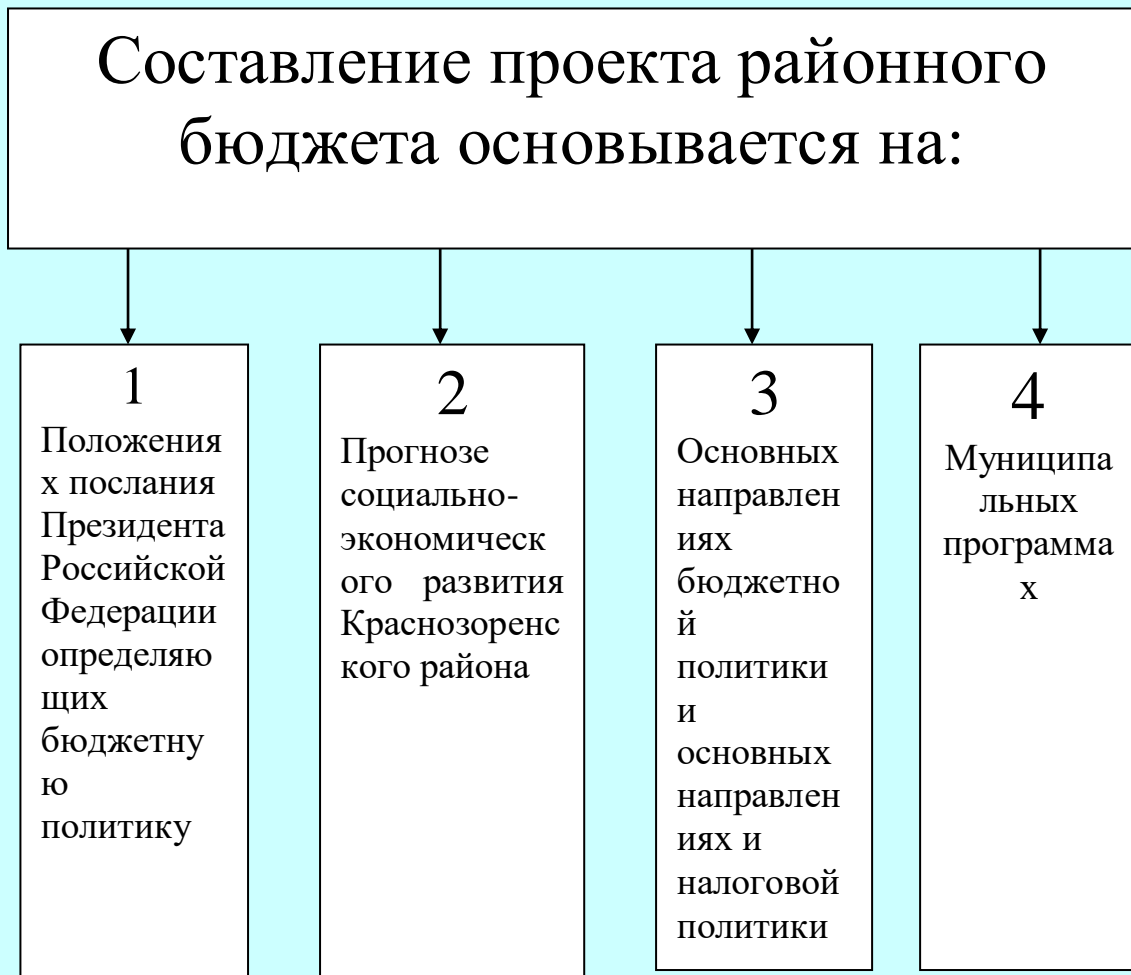 Составление проекта районного
бюджета основывается на:
1
Положения
х послания
Президента
Российской
Федерации
определяю
щих
бюджетну
ю
политику
2
Прогнозе
социально-
экономическ
ого развития
Краснозоренс
кого района
3
Основных
направлен
иях
бюджетно
й
политики
и
основных
направлен
иях и
налоговой
политики
4
Муниципа
льных
программа
х